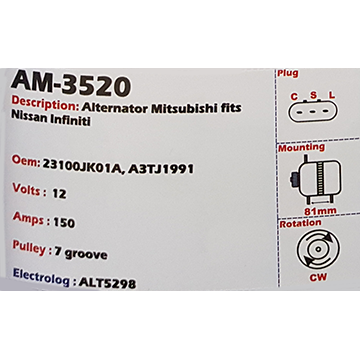 AM-3520
Description: Alternator Mitsubishi fits
Nissan Infiniti
Oem: 23100JK01A, A3TJ1991
Volts : 12
Amps : 150
Pulley : 7 groove
Electrolog : ALT5298
Plug
C S L
Mounting
81mm
Rotation
CW